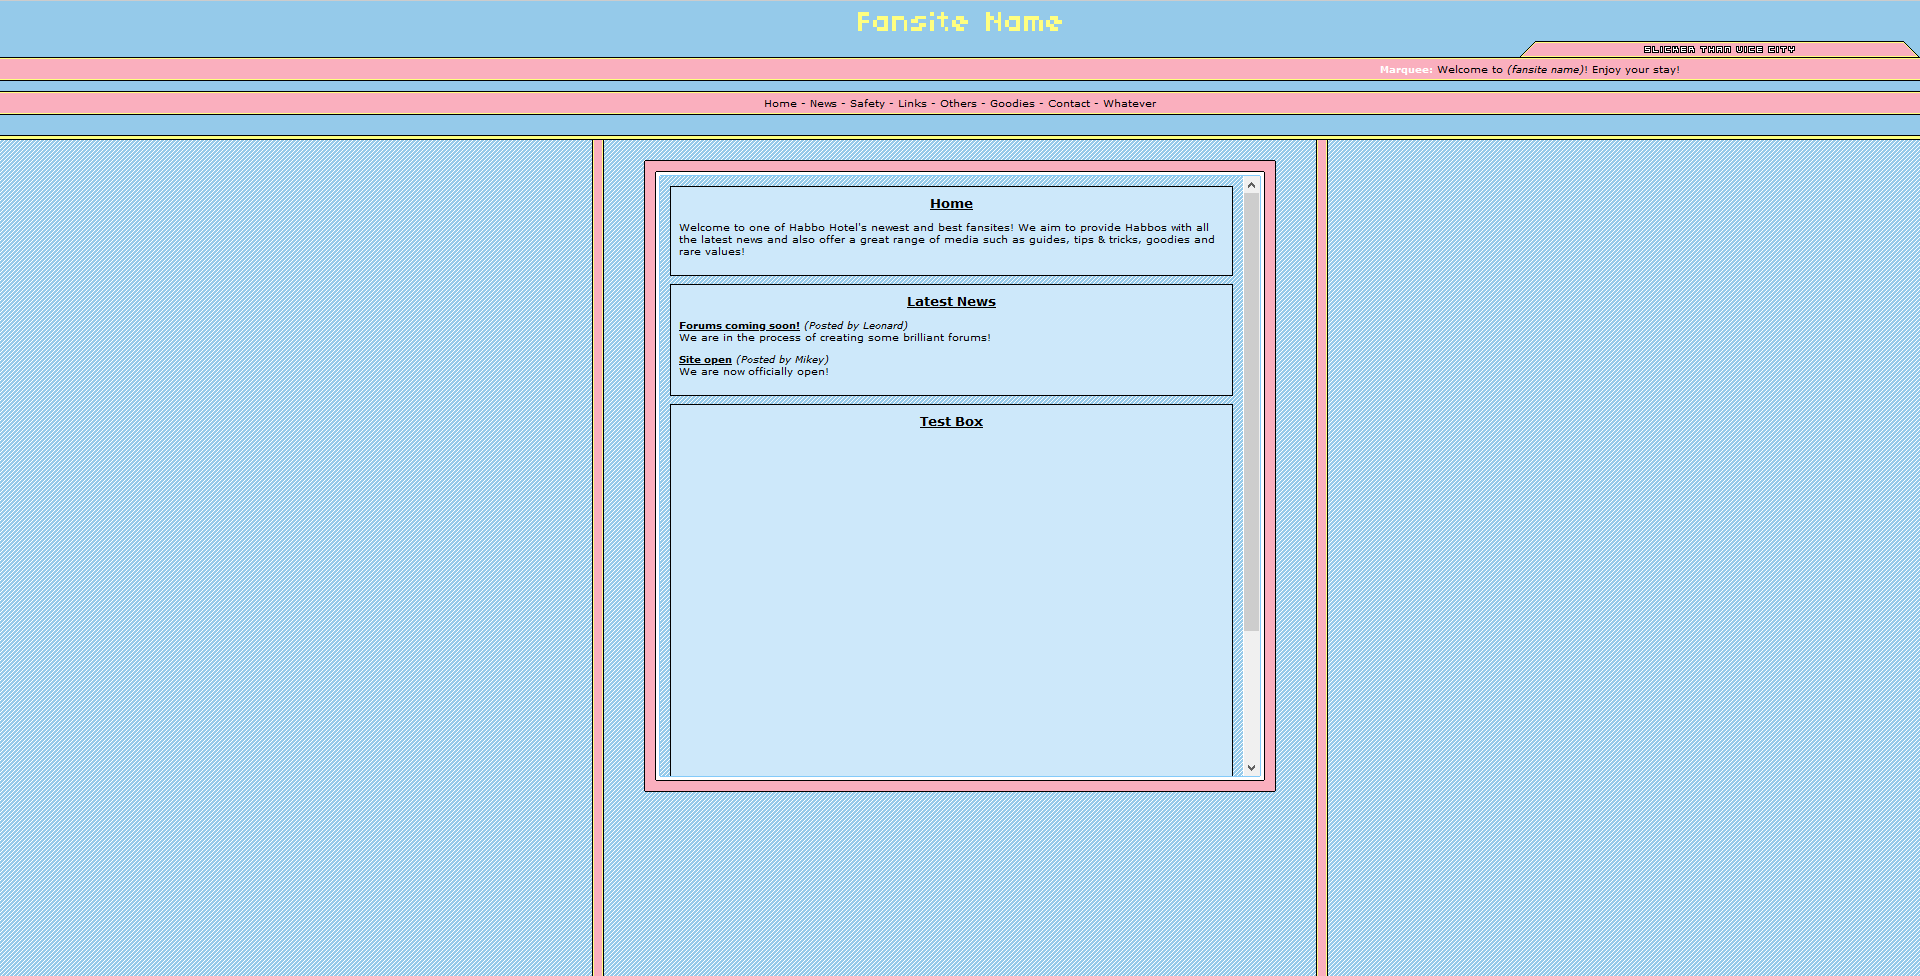 Fansite Name
SLICKER THAN VICE CITY
Marquee: Welcome to (fansite name)! Enjoy your stay!
Home - News - Safety - Links - Others - Goodies - Contact - Whatever
Home
Welcome to one of Habbo Hotel's newest and best fansites! We aim to provide Habbos with all
the latest news and also offer a great range of media such as guides, tips & tricks, goodies and
rare values!
Latest News
Forums coming soon! (Posted by Leonard)
We are in the process of creating some brilliant forums!
Site open (Posted by Mikey)
We are now officially open!
Test Box